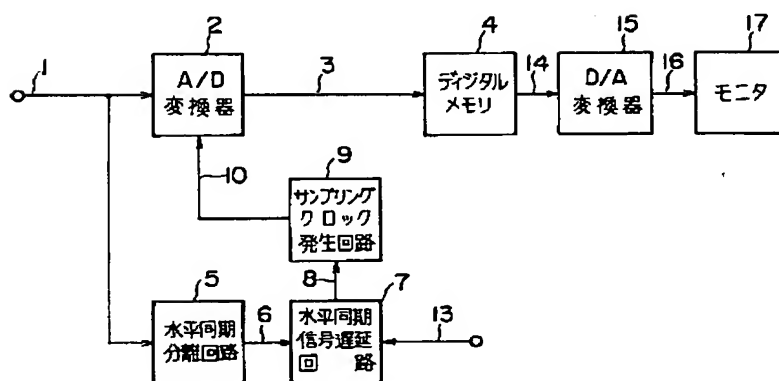 2
4
15
17
1
A/D
変換器
3
ディジタル
メモリ
14
D/A
変換器
16
モニタ
10
9
サンプリング
クロック
発生回路
5
8
7
水平同期
分離回路
6
水平同期
信号遅延
回路
13